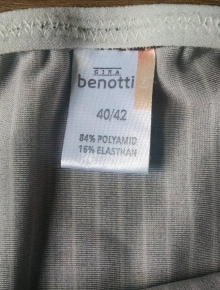 GINA
benotti
40/42
84% POLYAMID
16% ELASTHAN